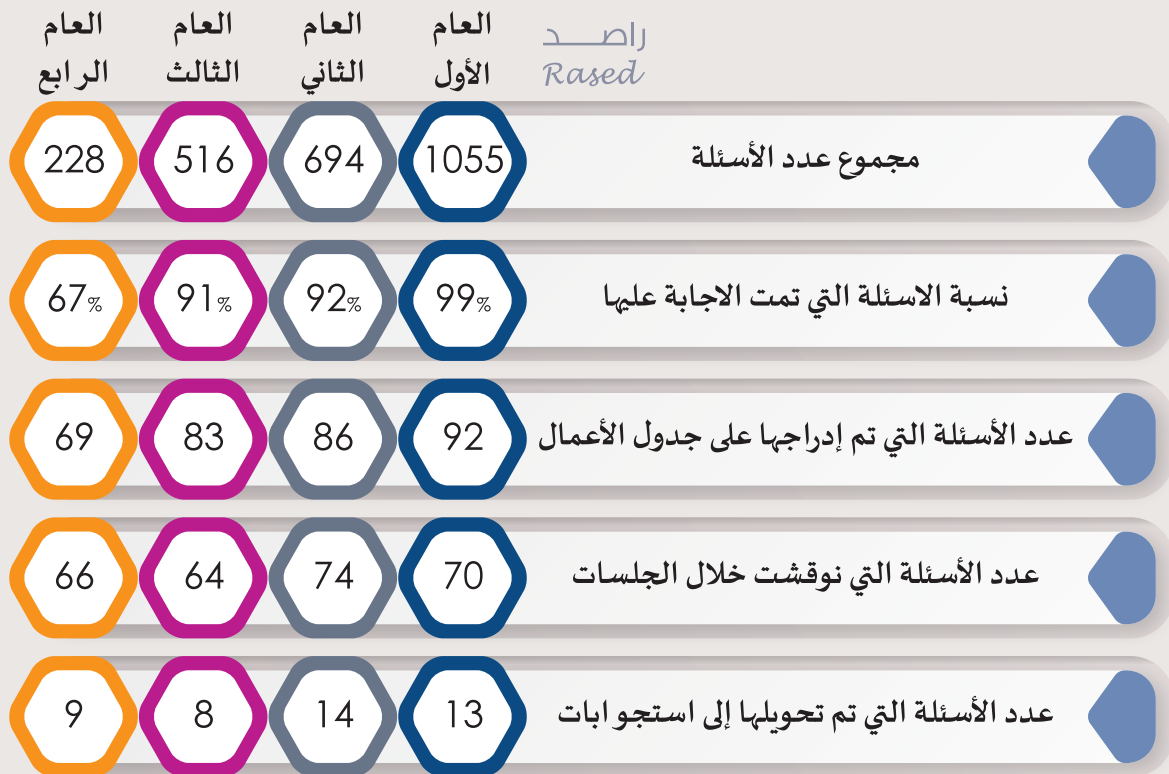 راصد
Rased
العام الأول
العام الثاني
العام الثالث
العام الرابع
مجموع عدد الأسئلة
1055 694 516 228
نسبة الاسئلة التي تمت الاجابة عليها
99% 92% 91% 67%
عدد الأسئلة التي تم إدراجها على جدول الأعمال
92 86 83 69
عدد الأسئلة التي نوقشت خلال الجلسات
70 74 64 66
عدد الأسئلة التي تم تحويلها إلى استجوابات
13 14 8 9